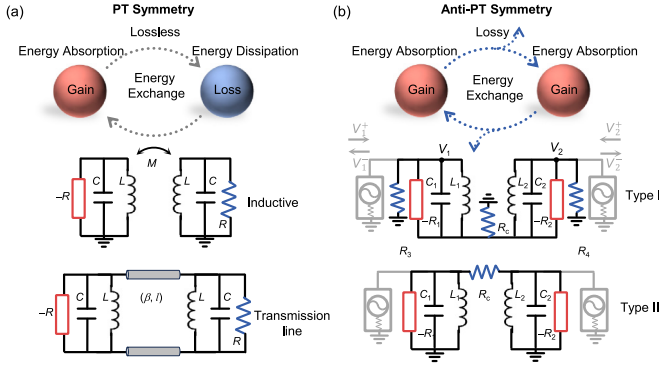 (a)
PT Symmetry
Lossless
Energy Absorption
Energy Dissipation
Gain
Energy
Exchange
Loss
M
–R
C
L
L
C
R
Inductive
–R
C
L
(β, l)
L
C
R
Transmission
line
(b)
Anti-PT Symmetry
Lossy
Energy Absorption
Energy Absorption
Gain
Energy
Exchange
Gain
V1+
V1–
V1
V2
V2+
V2–
C1
L1
–R1
Rc
L2
C2
–R2
Type I
R3
R4
C1
L1
–R
Rc
L2
C2
–R2
Type II